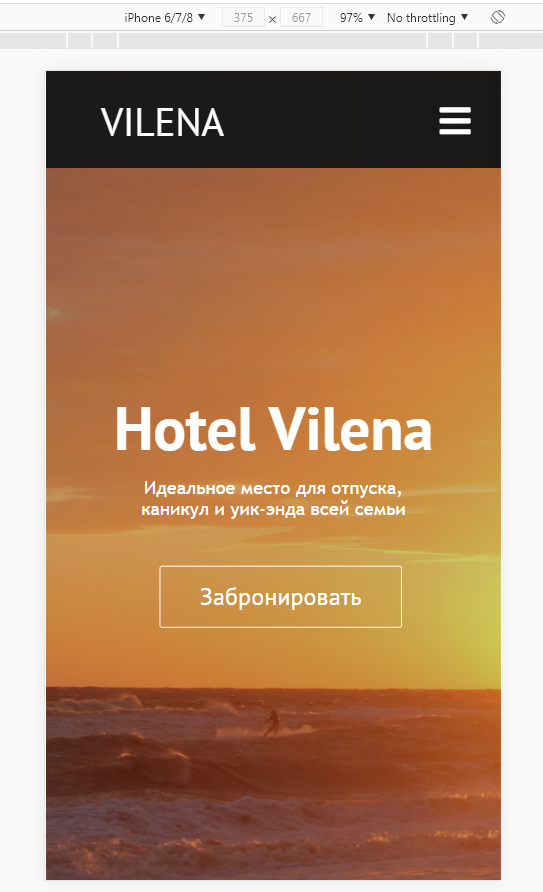 iPhone 6/7/8 ▼ 375 × 667 97% ▼ No throttling ▼
VILENA
Hotel Vilena
Идеальное место для отпуска,
каникул и уик-энда всей семьи
Забронировать